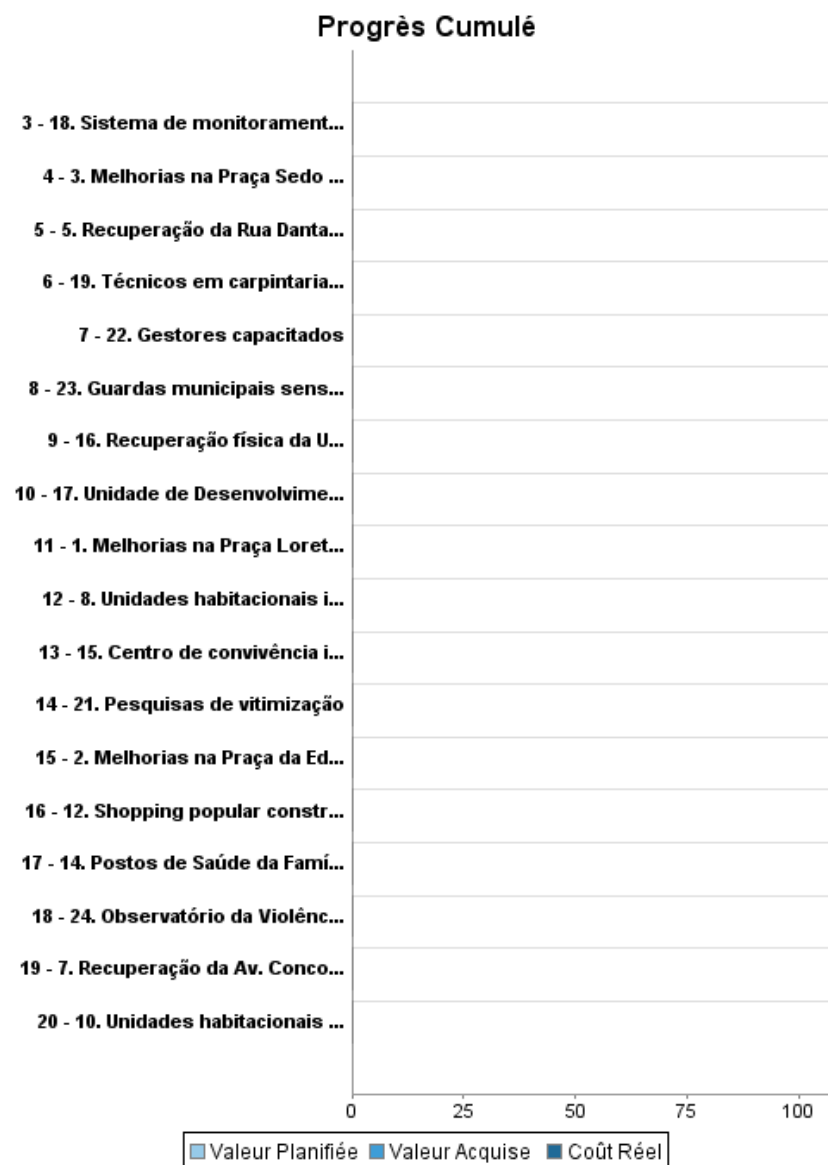 Progrès Cumulé
3 - 18. Sistema de monitorament...
4 - 3. Melhorias na Praça Sedo ...
5 - 5. Recuperação da Rua Danta...
6 - 19. Técnicos em carpintaria...
7 - 22. Gestores capacitados
8 - 23. Guardas municipais sens...
9 - 16. Recuperação física da U...
10 - 17. Unidade de Desenvolvime...
11 - 1. Melhorias na Praça Loret...
12 - 8. Unidades habitacionais i...
13 - 15. Centro de convivência i...
14 - 21. Pesquisas de vitimização
15 - 2. Melhorias na Praça da Ed...
16 - 12. Shopping popular constr...
17 - 14. Postos de Saúde da Famí...
18 - 24. Observatório da Violênc...
19 - 7. Recuperação da Av. Conco...
20 - 10. Unidades habitacionais ...
0 25 50 75 100
Valeur Planifiée Valeur Acquise Coût Réel